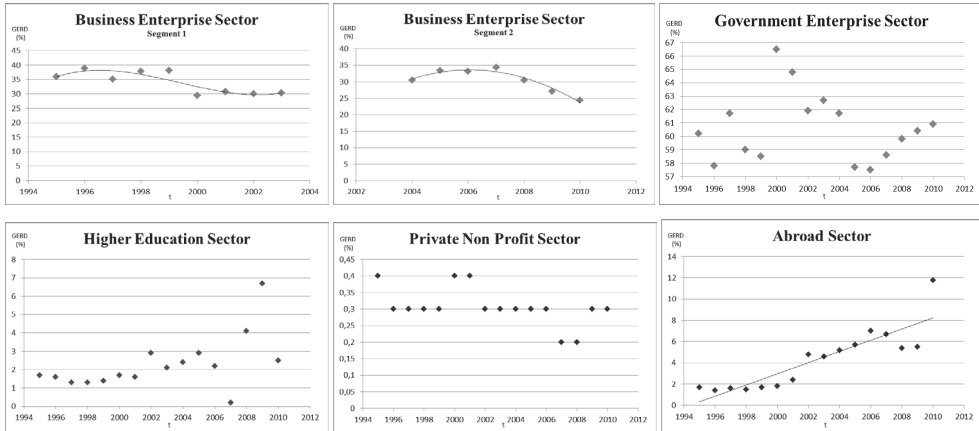 Business Enterprise Sector
Segment 1
GERD
(%)
45
40
35
30
25
20
15
10
5
0
1994 1996 1998 2000 2002 2004
t
Business Enterprise Sector
Segment 2
GERD
(%)
40
35
30
25
20
15
10
5
0
2002 2004 2006 2008 2010 2012
t
Government Enterprise Sector
GERD
(%)
67
66
65
64
63
62
61
60
59
58
57
1994 1996 1998 2000 2002 2004 2006 2008 2010 2012
t
Higher Education Sector
GERD
(%)
8
7
6
5
4
3
2
1
0
1994 1996 1998 2000 2002 2004 2006 2008 2010 2012
t
Private Non Profit Sector
GERD
(%)
0,45
0,4
0,35
0,3
0,25
0,2
0,15
0,1
0,05
0
1994 1996 1998 2000 2002 2004 2006 2008 2010 2012
t
Abroad Sector
GERD
(%)
14
12
10
8
6
4
2
0
1994 1996 1998 2000 2002 2004 2006 2008 2010 2012
t